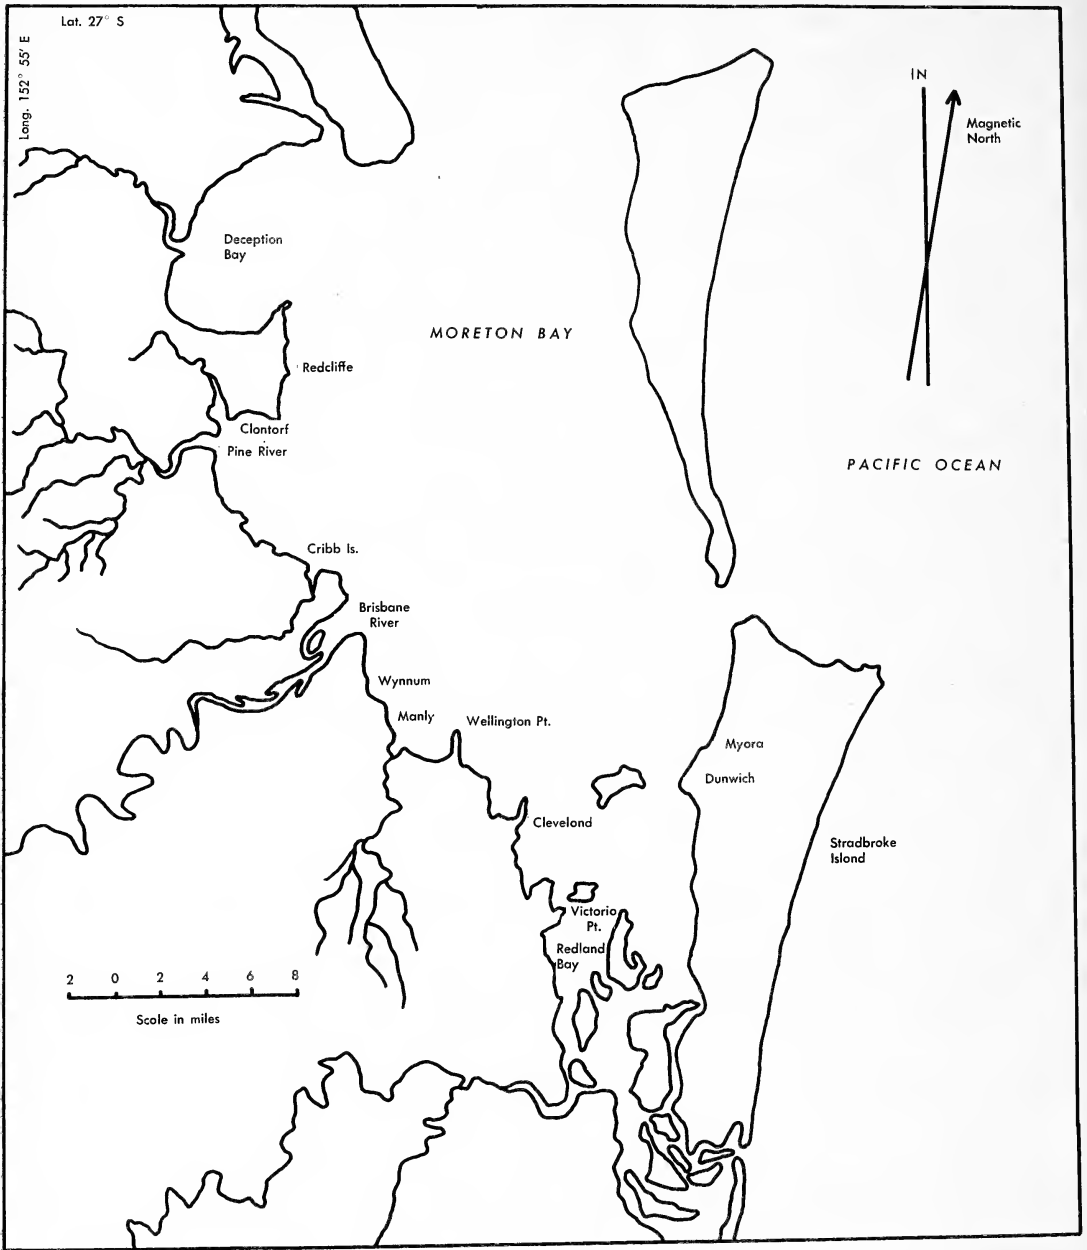 Lat. 27° S
Long. 152° 55' E
IN
Magnetic
North
Deception
Bay
MORETON BAY
Redcliffe
Clontorf
Pine River
PACIFIC OCEAN
Cribb Is.
Brisbane
River
Wynnum
Manly
Wellington Pt.
Myora
Dunwich
Clevelond
Stradbroke
Island
Victorio
Pt.
Redland
Bay
2 0 2 4 6 8
Scole in miles